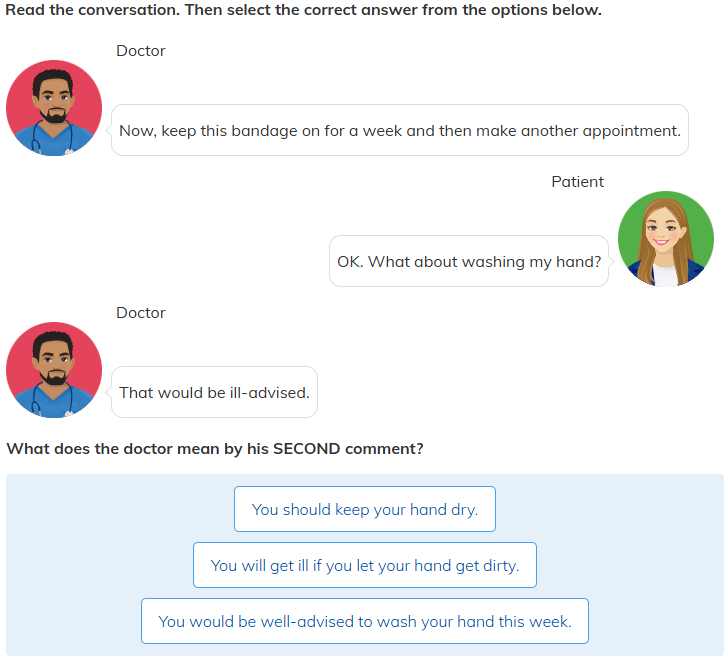 Read the conversation. Then select the correct answer from the options below.
Doctor
Now, keep this bandage on for a week and then make another appointment.
Patient
OK. What about washing my hand?
Doctor
That would be ill-advised.
What does the doctor mean by his SECOND comment?
You should keep your hand dry.
You will get ill if you let your hand get dirty.
You would be well-advised to wash your hand this week.